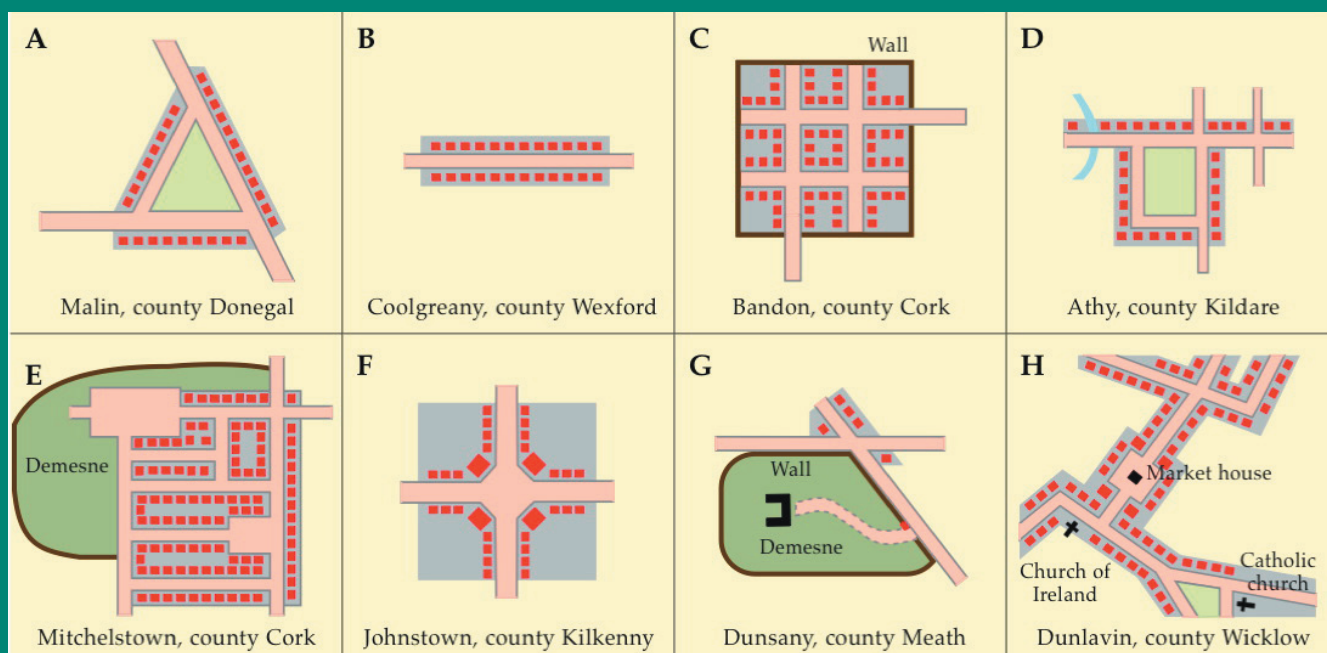 A
Malin, county Donegal
B
Coolgreany, county Wexford
C
Wall
Bandon, county Cork
D
Athy, county Kildare
E
Demesne
Mitchelstown, county Cork
F
Johnstown, county Kilkenny
G
Wall
Demesne
Dunsany, county Meath
H
Market house
Church of
Ireland
Catholic
church
Dunlavin, county Wicklow